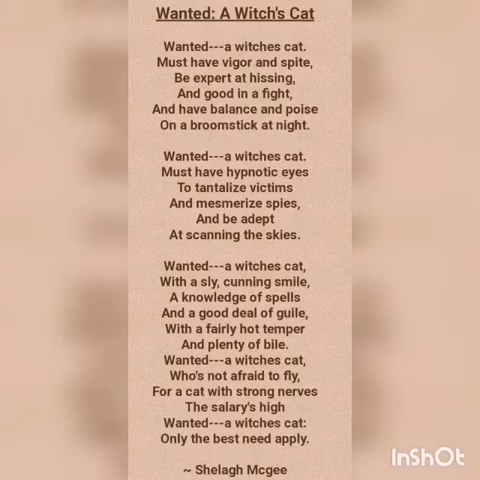 Wanted: A Witch's Cat
Wanted---a witches cat.
Must have vigor and spite,
Be expert at hissing,
And good in a fight,
And have balance and poise
On a broomstick at night.
Wanted---a witches cat.
Must have hypnotic eyes
To tantalize victims
And mesmerize spies,
And be adept
At scanning the skies.
Wanted---a witches cat,
With a sly, cunning smile,
A knowledge of spells
And a good deal of guile,
With a fairly hot temper
And plenty of bile.
Wanted---a witches cat,
Who's not afraid to fly,
For a cat with strong nerves
The salary's high
Wanted---a witches cat:
Only the best need apply.
~ Shelagh Mcgee
InShOt